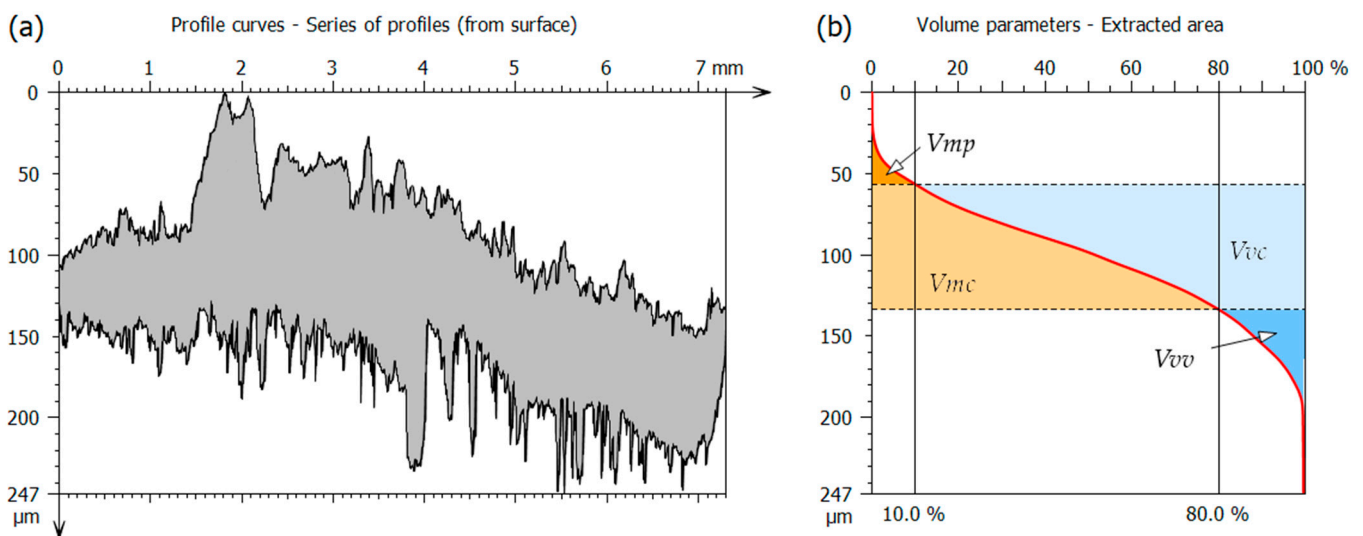 (a) Profile curves - Series of profiles (from surface)
0 1 2 3 4 5 6 7 mm
0
50
100
150
200
247
µm
(b) Volume parameters - Extracted area
0 20 40 60 80 100 %
0
50
100
150
200
247
µm
Vmp
Vvc
Vmc
Vvv
10.0 % 80.0 %